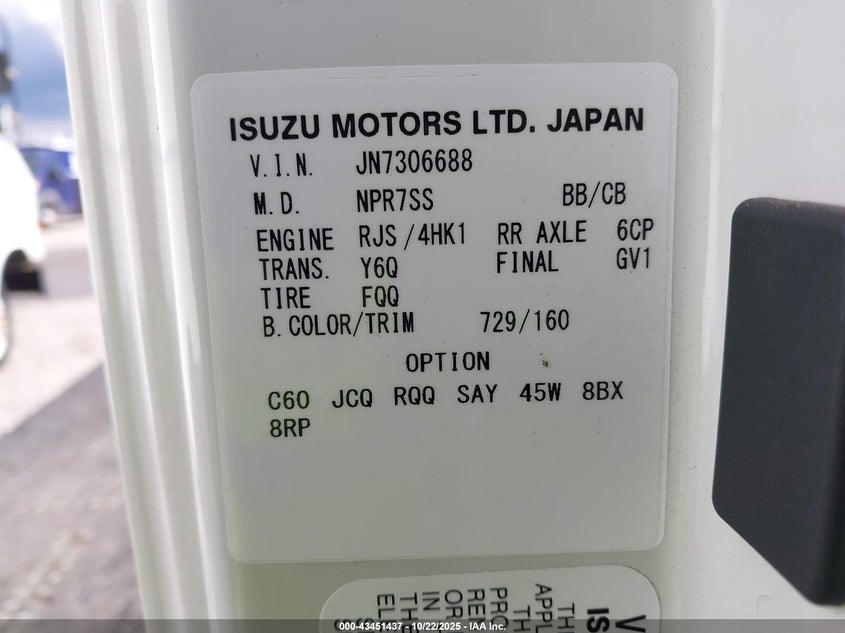 ISUZU MOTORS LTD. JAPAN
V.I.N. JN7306688
M.D. NPR7SS BB/CB
ENGINE RJS/4HK1 RR AXLE 6CP
TRANS. Y6Q FINAL GV1
TIRE FQQ
B.COLOR/TRIM 729/160
OPTION
C60 JCQ RQQ SAY 45W 8BX
8RP
000-43451437 - 10/22/2025 - © IAA Inc.